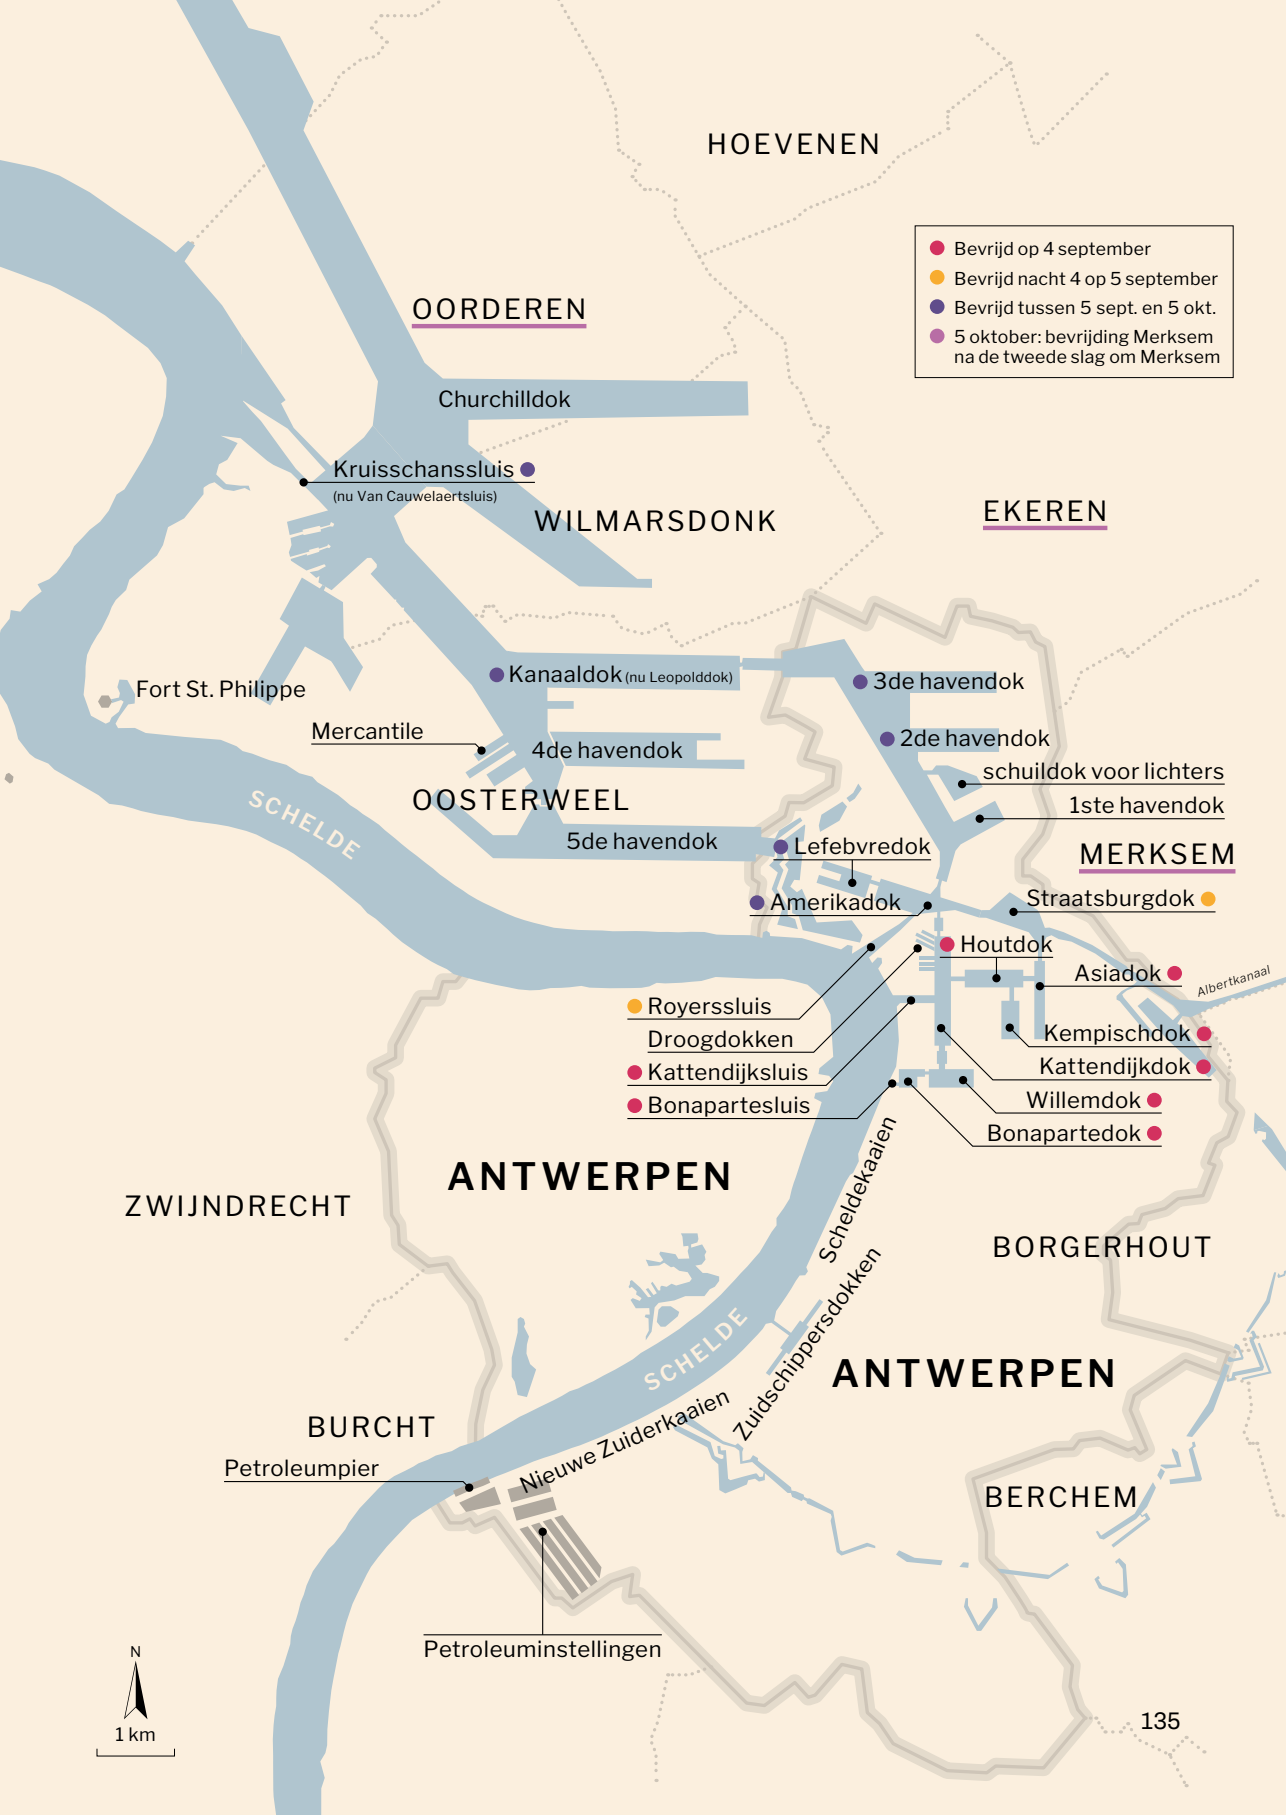 HOEVENEN
Bevrijd op 4 september
Bevrijd nacht 4 op 5 september
Bevrijd tussen 5 sept. en 5 okt.
5 oktober: bevrijding Merksem
na de tweede slag om Merksem
OORDEREN
Churchilldok
Kruisschanssluis
(nu Van Cauwelaertsluis)
WILMARSDONK
EKEREN
Kanaaldok (nu Leopolddok)
3de havendok
Fort St. Philippe
Mercantile
2de havendok
4de havendok
schuildok voor lichters
OOSTERWEEL
1ste havendok
SCHELDE
5de havendok
Lefebvredok
MERKSEM
Amerikadok
Straatsburgdok
Houtdok
Asiadok
Albertkanaal
Royerssluis
Droogdokken
Kempischdok
Kattendijksluis
Kattendijkdok
Bonapartesluis
Willemdok
Bonapartedok
ANTWERPEN
Scheldekaaien
ZWIJNDRECHT
BORGERHOUT
Zuidschippersdokken
SCHELDE
ANTWERPEN
BURCHT
Nieuwe Zuiderkaaien
Petroleumpier
BERCHEM
Petroleuminstellingen
N
1 km
135